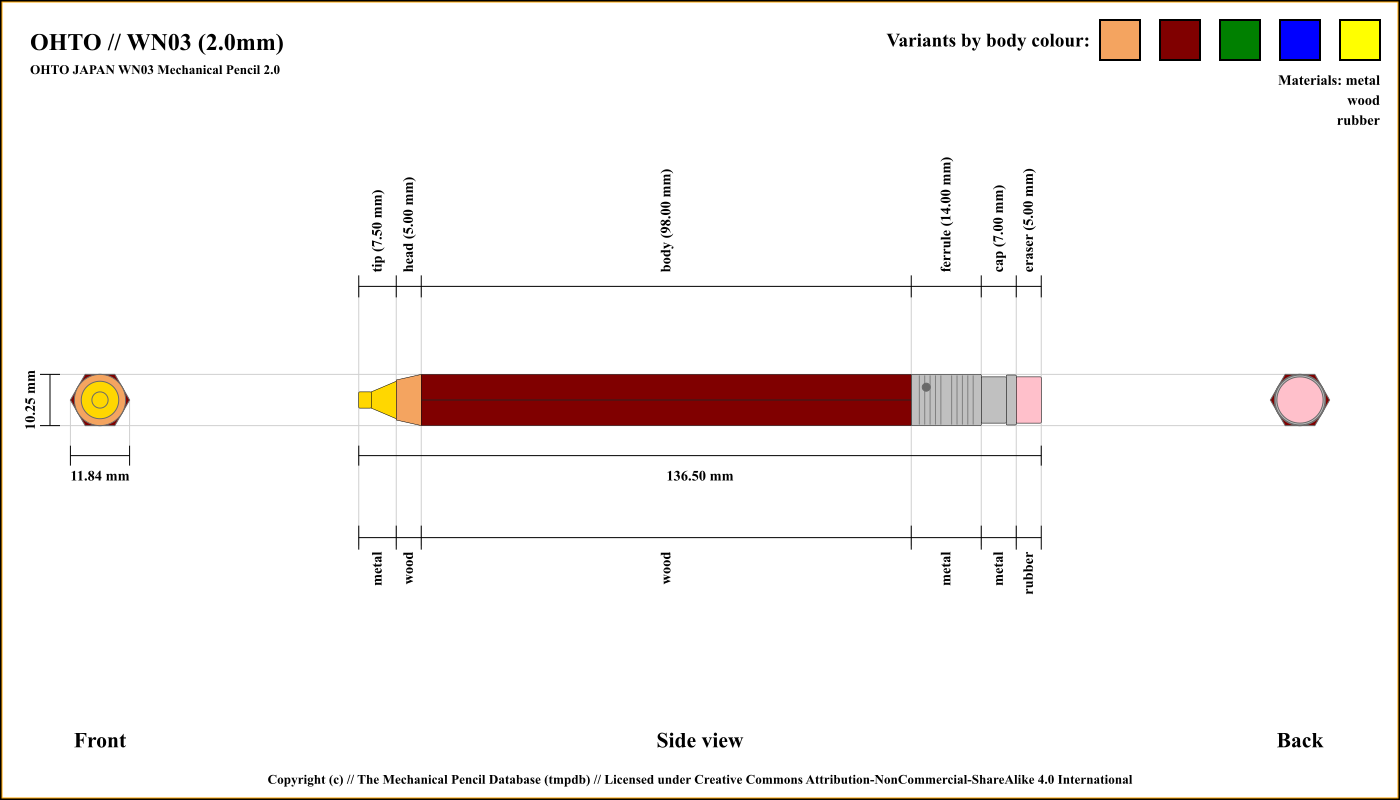 OHTO // WN03 (2.0mm)
OHTO JAPAN WN03 Mechanical Pencil 2.0
Variants by body colour:
Materials: metal
wood
rubber
tip (7.50 mm)
head (5.00 mm)
body (98.00 mm)
ferrule (14.00 mm)
cap (7.00 mm)
eraser (5.00 mm)
10.25 mm
11.84 mm
136.50 mm
metal
wood
wood
metal
metal
rubber
Front
Side view
Back
Copyright (c) // The Mechanical Pencil Database (tmpdb) // Licensed under Creative Commons Attribution-NonCommercial-ShareAlike 4.0 International